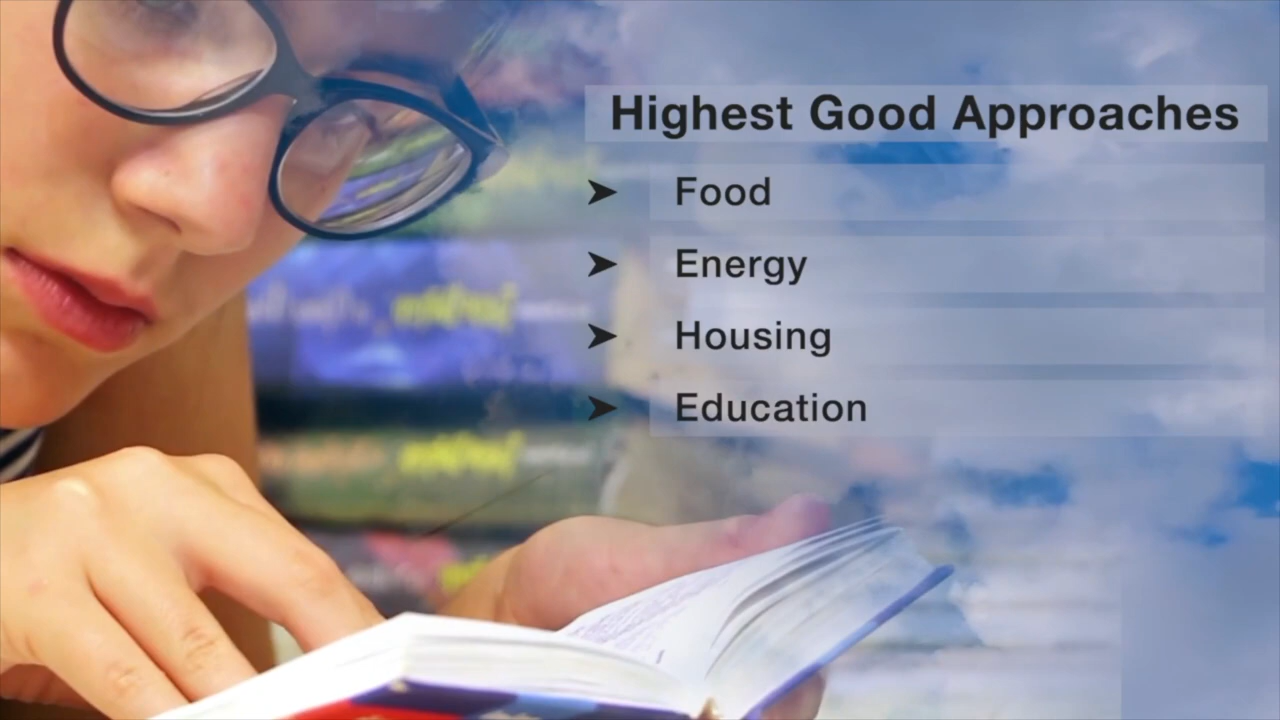 Highest Good Approaches
➤ Food
➤ Energy
➤ Housing
➤ Education